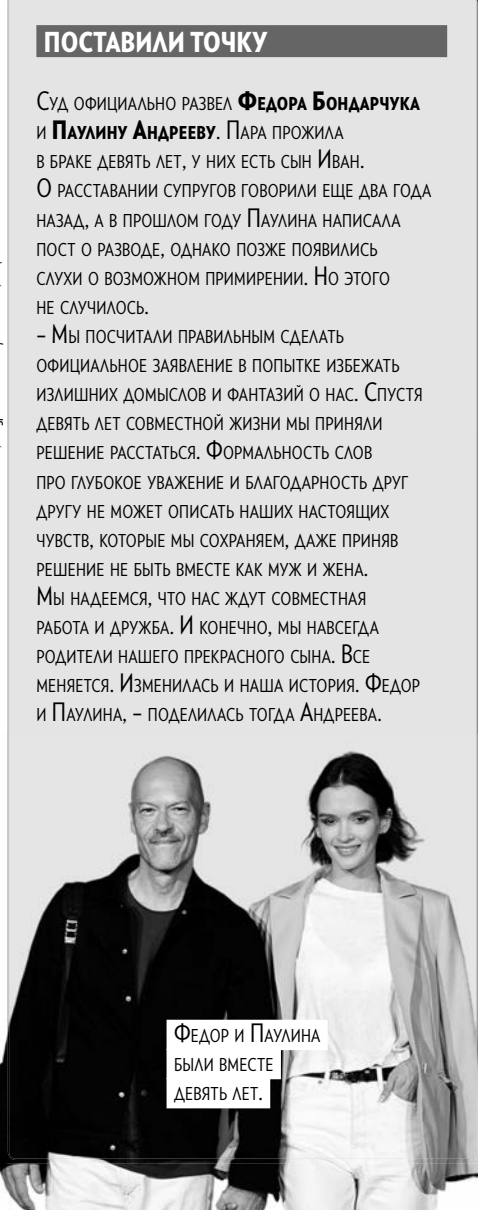 ПОСТАВИЛИ ТОЧКУ
Суд официально развел Федора Бондарчука
и Паулину Андрееву. Пара прожила
в браке девять лет, у них есть сын Иван.
О расставании супругов говорили еще два года
назад, а в прошлом году Паулина написала
пост о разводе, однако позже появились
слухи о возможном примирении. Но этого
не случилось.
– Мы посчитали правильным сделать
официальное заявление в попытке избежать
излишних домыслов и фантазий о нас. Спустя
девять лет совместной жизни мы приняли
решение расстаться. Формальность слов
про глубокое уважение и благодарность друг
другу не может описать наших настоящих
чувств, которые мы сохраняем, даже приняв
решение не быть вместе как муж и жена.
Мы надеемся, что нас ждут совместная
работа и дружба. И конечно, мы навсегда
родители нашего прекрасного сына. Все
меняется. Изменилась и наша история. Федор
и Паулина, – поделилась тогда Андреева.
Федор и Паулина
были вместе
девять лет.